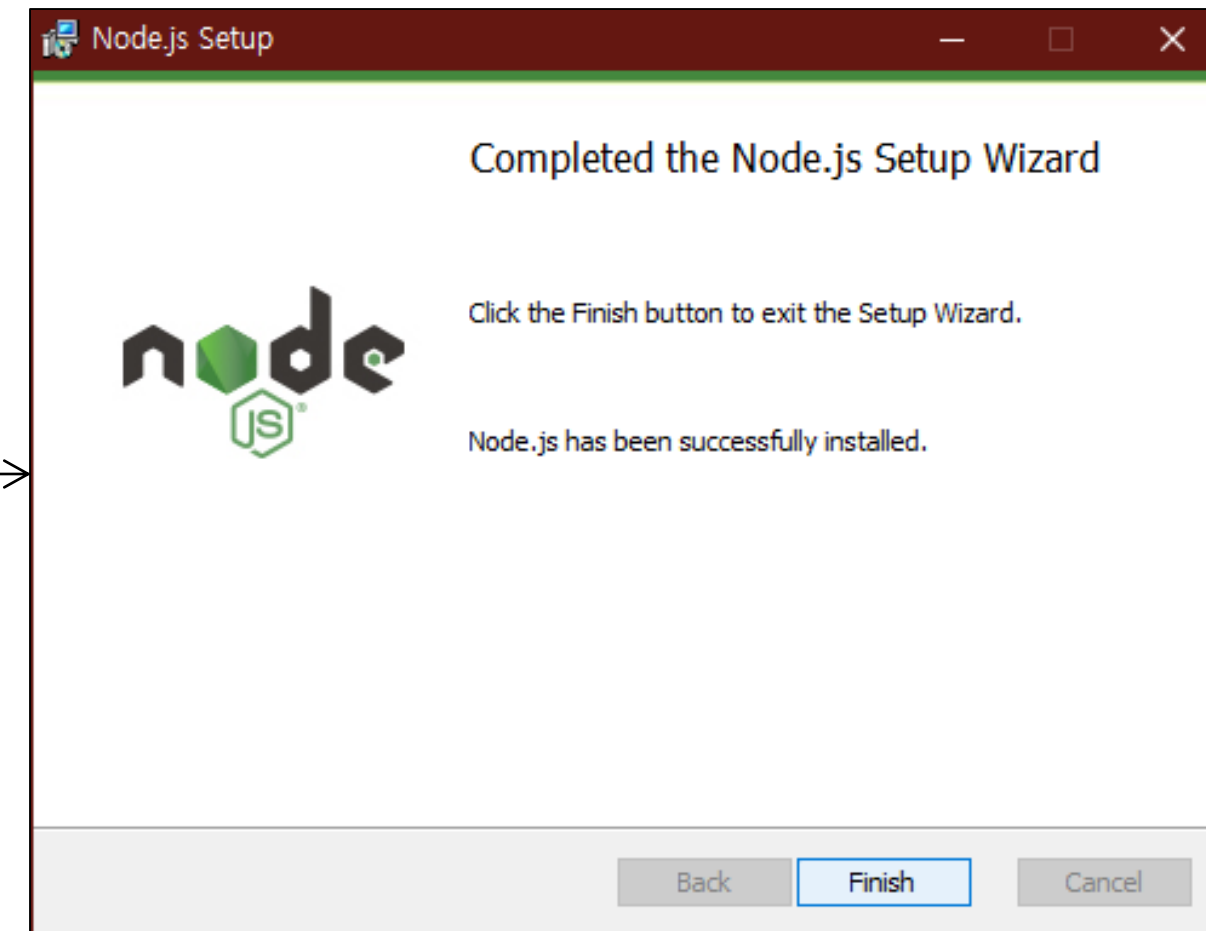 Node.js Setup
Completed the Node.js Setup Wizard
Click the Finish button to exit the Setup Wizard.
node
JS®
Node.js has been successfully installed.
Back
Finish
Cancel